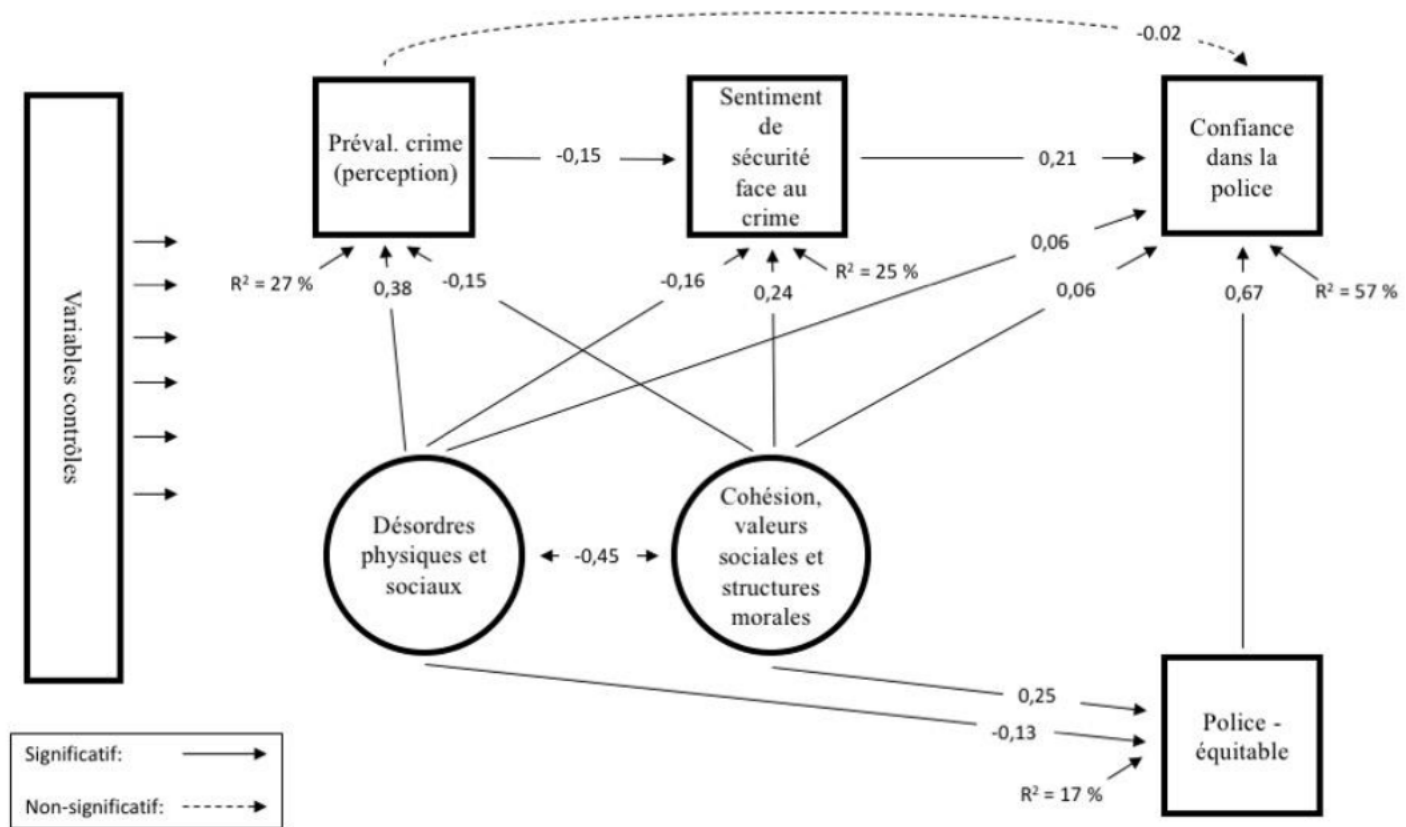 -0.02
Variables contrôles
Préval. crime
(perception)
-0,15
Sentiment
de
sécurité
face au
crime
0,21
Confiance
dans la
police
R² = 27 %
0,38
-0,15
-0,16
0,24
R² = 25 %
0,06
0,06
0,67
R² = 57 %
Désordres
physiques et
sociaux
-0,45
Cohésion,
valeurs
sociales et
structures
morales
0,25
-0,13
R² = 17 %
Police -
équitable
Significatif:
Non-significatif: